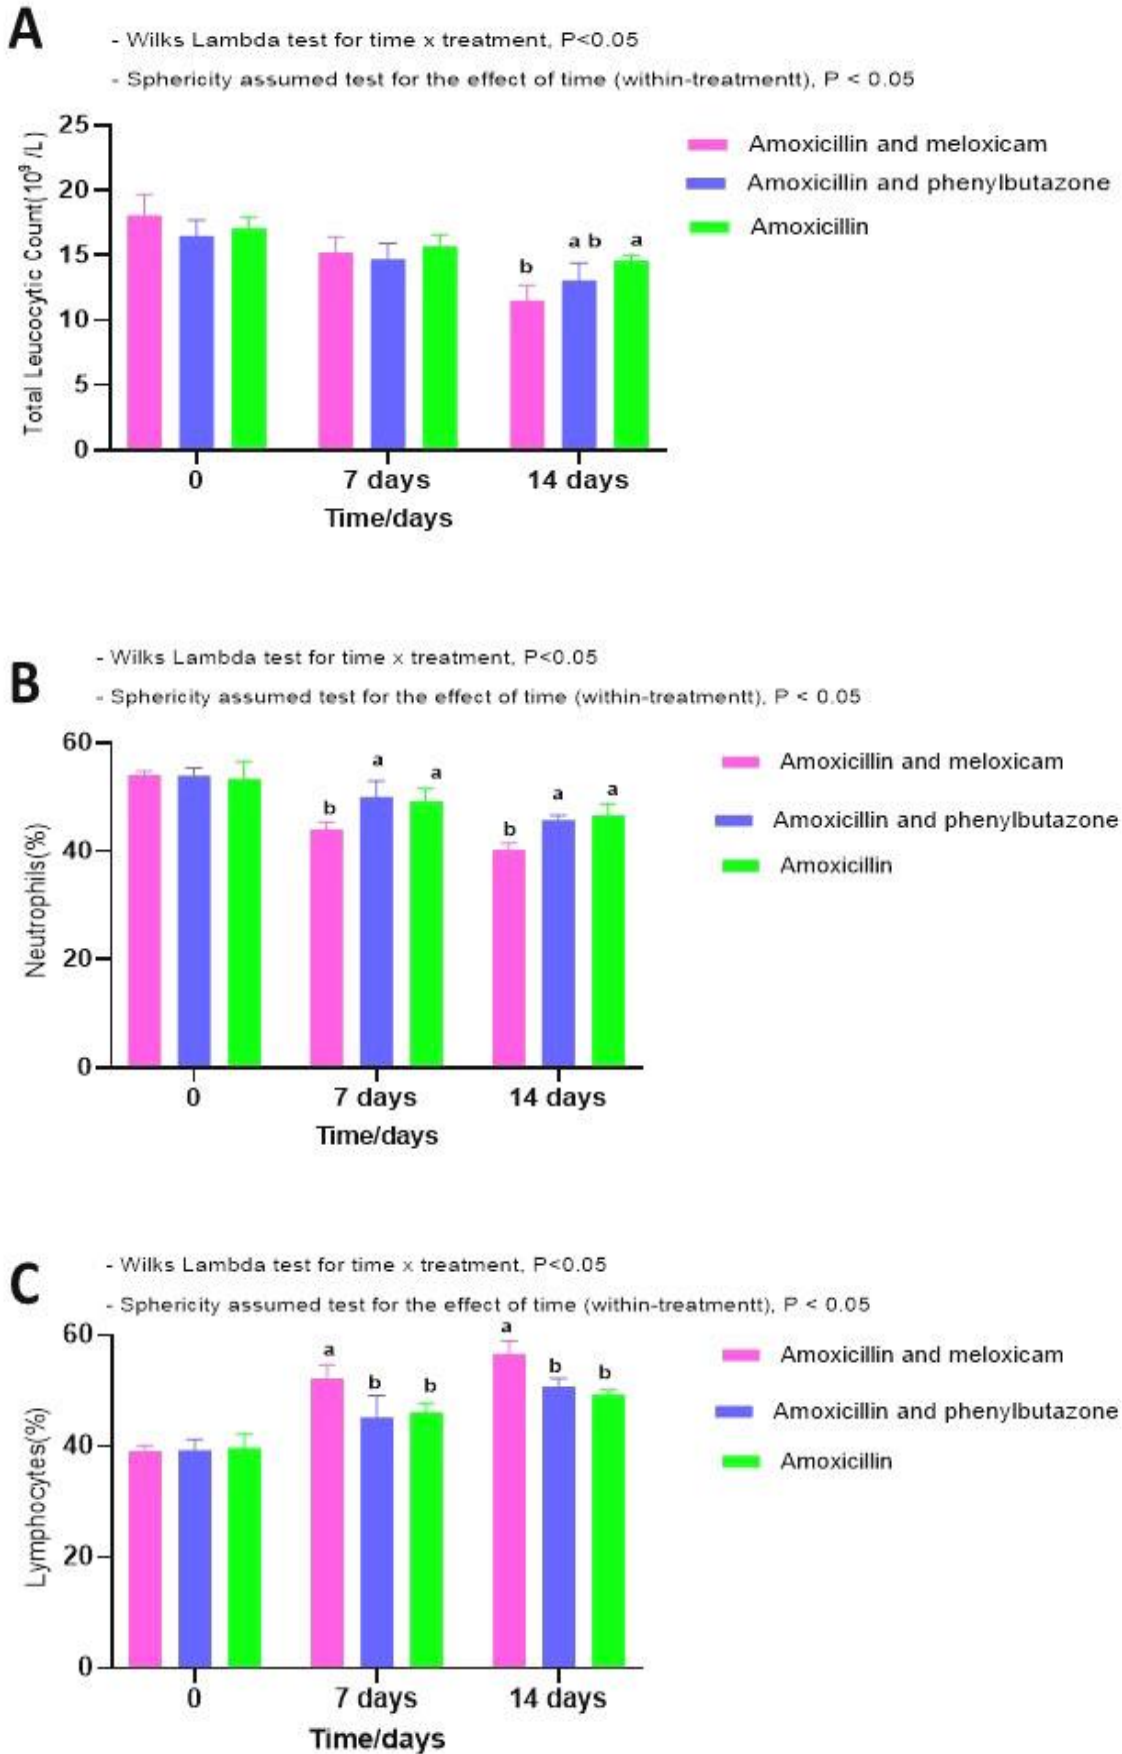 A
- Wilks Lambda test for time x treatment, P<0.05
- Sphericity assumed test for the effect of time (within-treatmentt), P < 0.05
Total Leucocytic Count(10⁹ /L)
25
20
15
10
5
0
b
a b
a
0
7 days
14 days
Time/days
Amoxicillin and meloxicam
Amoxicillin and phenylbutazone
Amoxicillin
B
- Wilks Lambda test for time x treatment, P<0.05
- Sphericity assumed test for the effect of time (within-treatmentt), P < 0.05
Neutrophils(%)
60
40
20
0
b
a
a
b
a
a
0
7 days
14 days
Time/days
Amoxicillin and meloxicam
Amoxicillin and phenylbutazone
Amoxicillin
C
- Wilks Lambda test for time x treatment, P<0.05
- Sphericity assumed test for the effect of time (within-treatmentt), P < 0.05
Lymphocytes(%)
60
40
20
0
a
b
b
a
b
b
0
7 days
14 days
Time/days
Amoxicillin and meloxicam
Amoxicillin and phenylbutazone
Amoxicillin